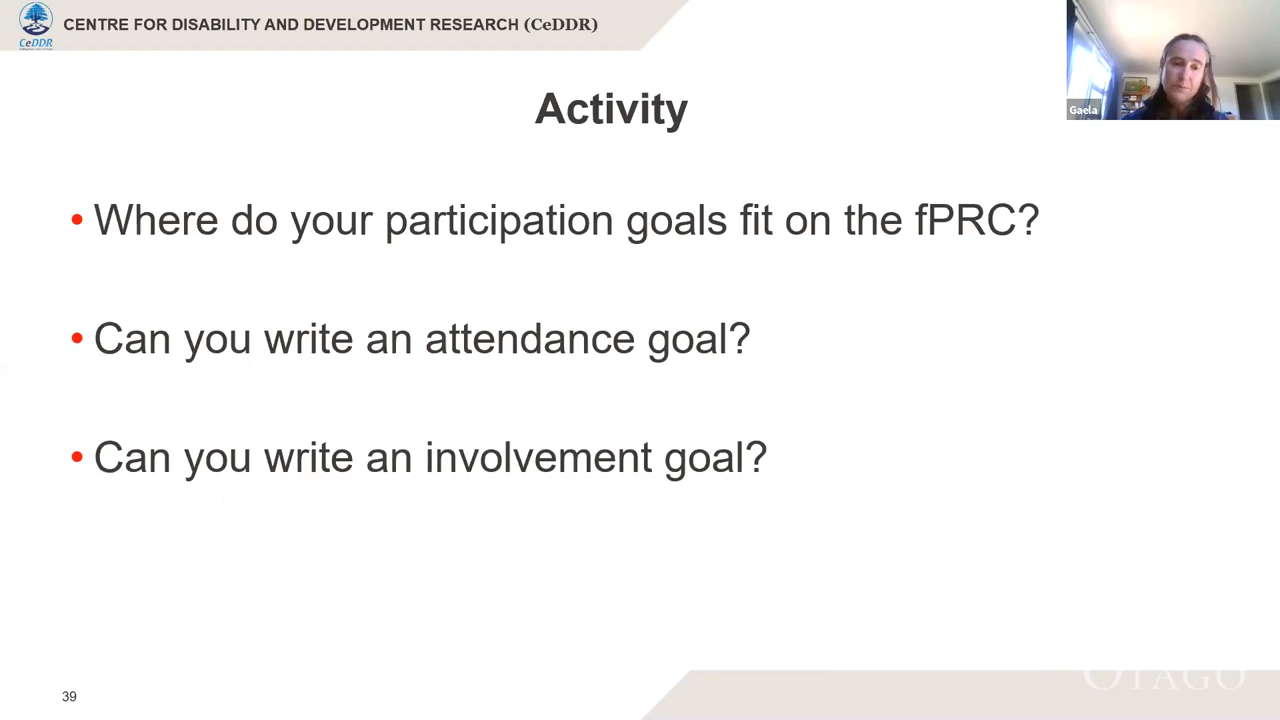 CeDDR
CENTRE FOR DISABILITY AND DEVELOPMENT RESEARCH (CeDDR)
Gaela
Activity
• Where do your participation goals fit on the fPRC?
• Can you write an attendance goal?
• Can you write an involvement goal?
39
OTAGO